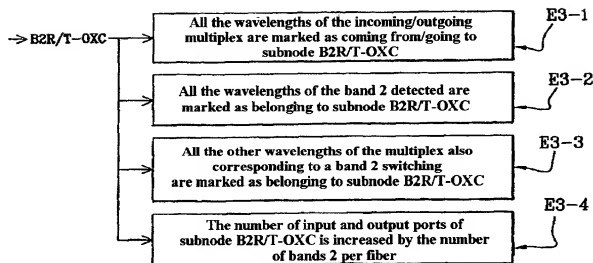 E3-1
All the wavelengths of the incoming/outgoing
multiplex are marked as coming from/going to
subnode B2R/T-OXC
B2R/T-OXC
E3-2
All the wavelengths of the band 2 detected are
marked as belonging to subnode B2R/T-OXC
E3-3
All the other wavelengths of the multiplex also
corresponding to a band 2 switching
are marked as belonging to subnode B2R/T-OXC
E3-4
The number of input and output ports of
subnode B2R/T-OXC is increased by the number
of bands 2 per fiber